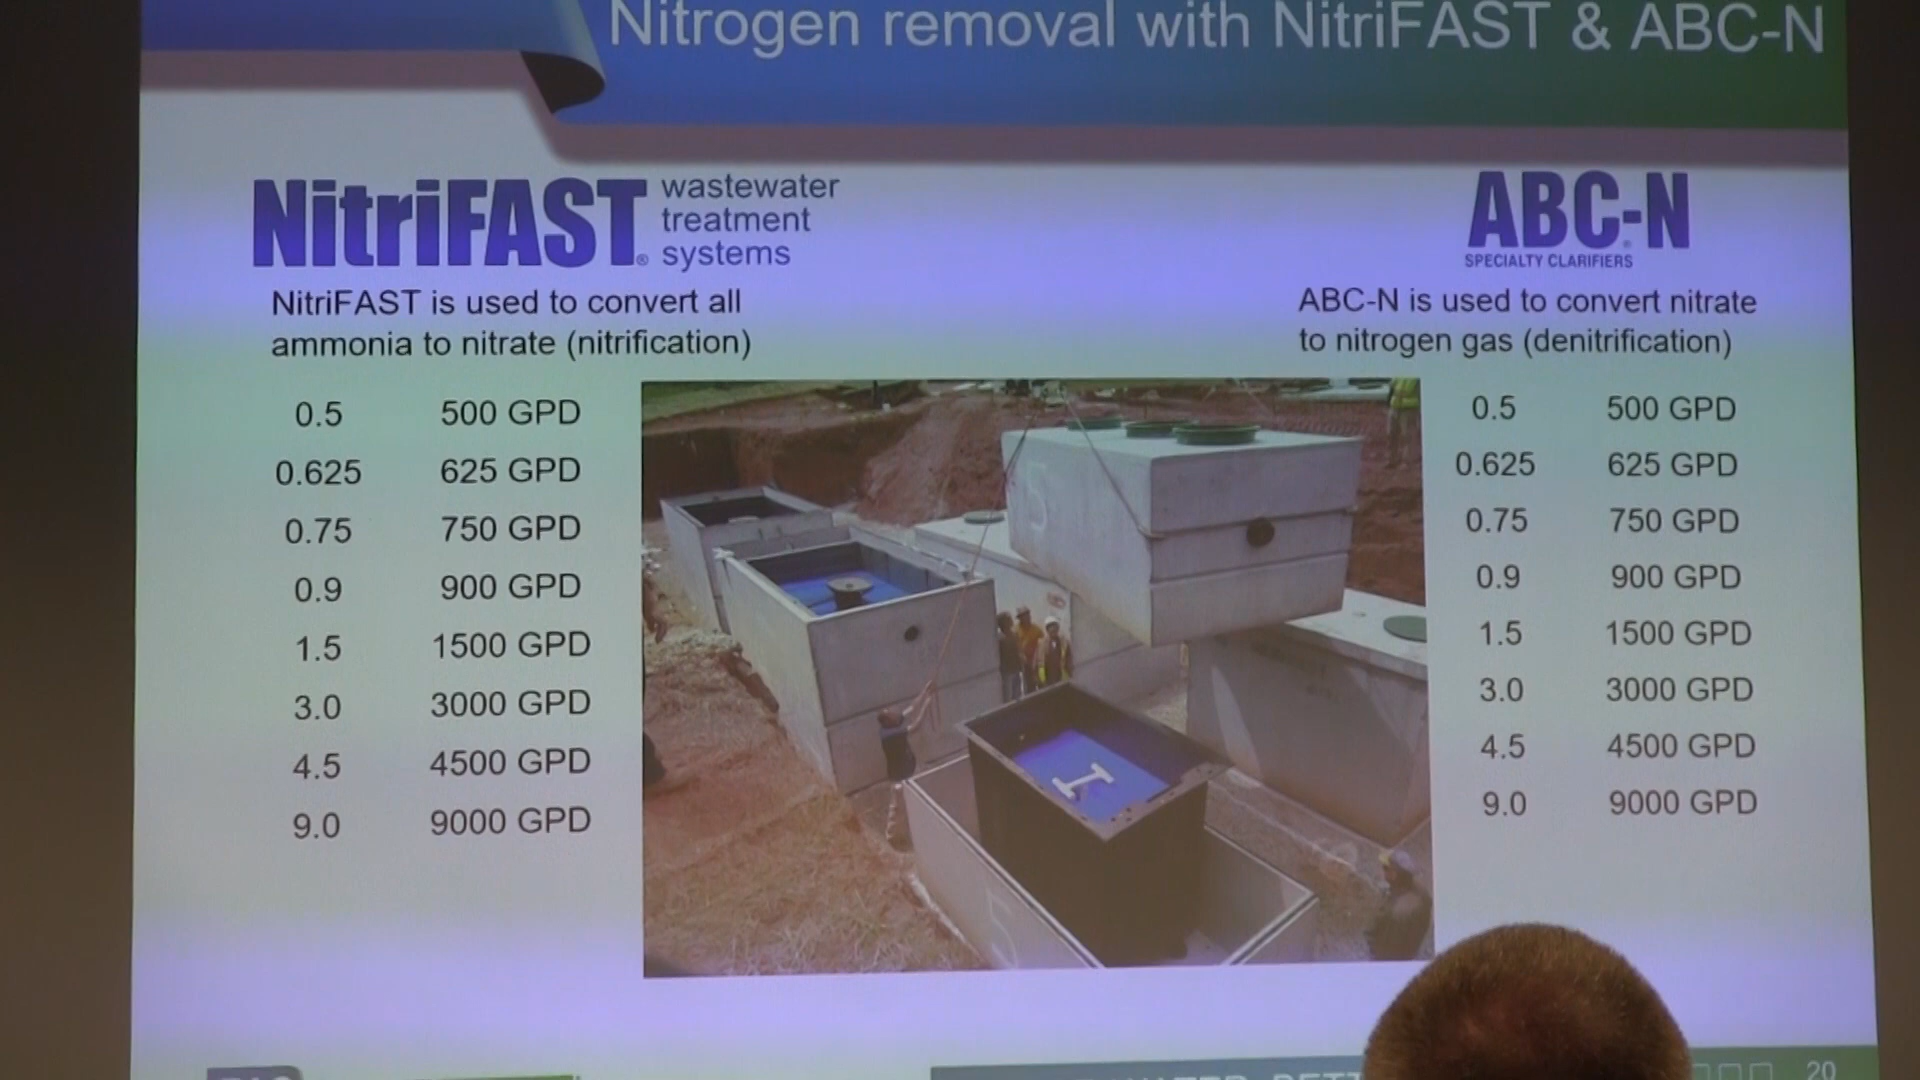 Nitrogen removal with NitriFAST & ABC-N
NitriFAST® wastewater
treatment
systems
NitriFAST is used to convert all
ammonia to nitrate (nitrification)
0.5 500 GPD
0.625 625 GPD
0.75 750 GPD
0.9 900 GPD
1.5 1500 GPD
3.0 3000 GPD
4.5 4500 GPD
9.0 9000 GPD
ABC-N®
SPECIALTY CLARIFIERS
ABC-N is used to convert nitrate
to nitrogen gas (denitrification)
0.5 500 GPD
0.625 625 GPD
0.75 750 GPD
0.9 900 GPD
1.5 1500 GPD
3.0 3000 GPD
4.5 4500 GPD
9.0 9000 GPD
20